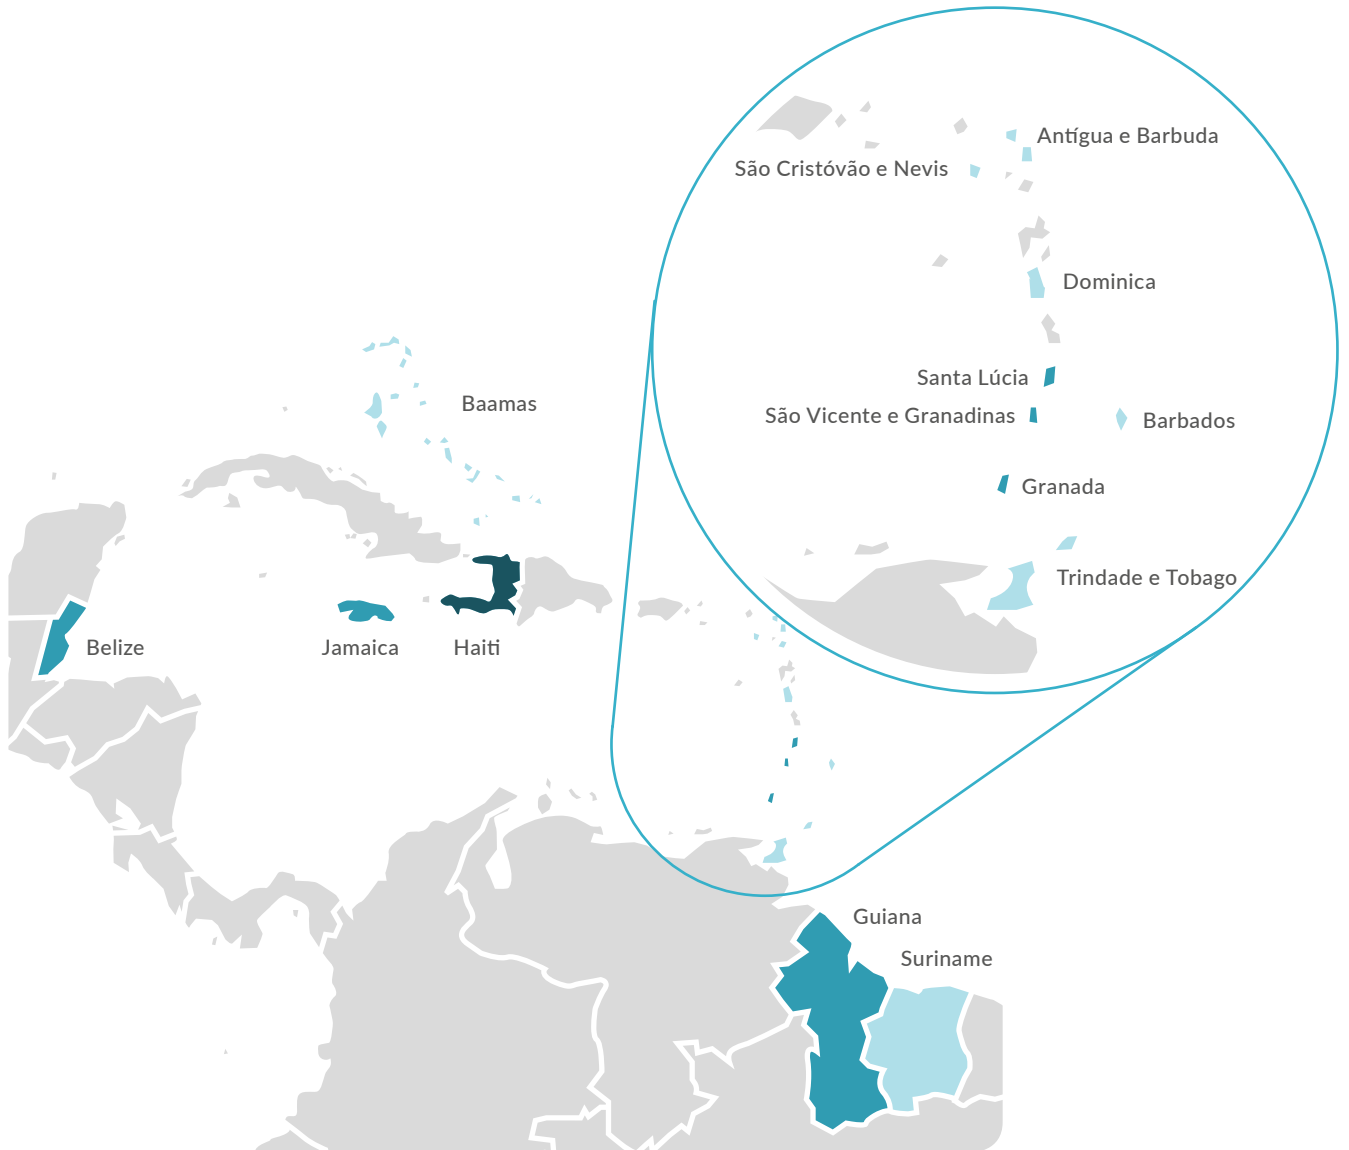 Antígua e Barbuda
São Cristóvão e Nevis
Dominica
Santa Lúcia
São Vicente e Granadinas
Barbados
Baamas
Granada
Trindade e Tobago
Belize
Jamaica
Haiti
Guiana
Suriname